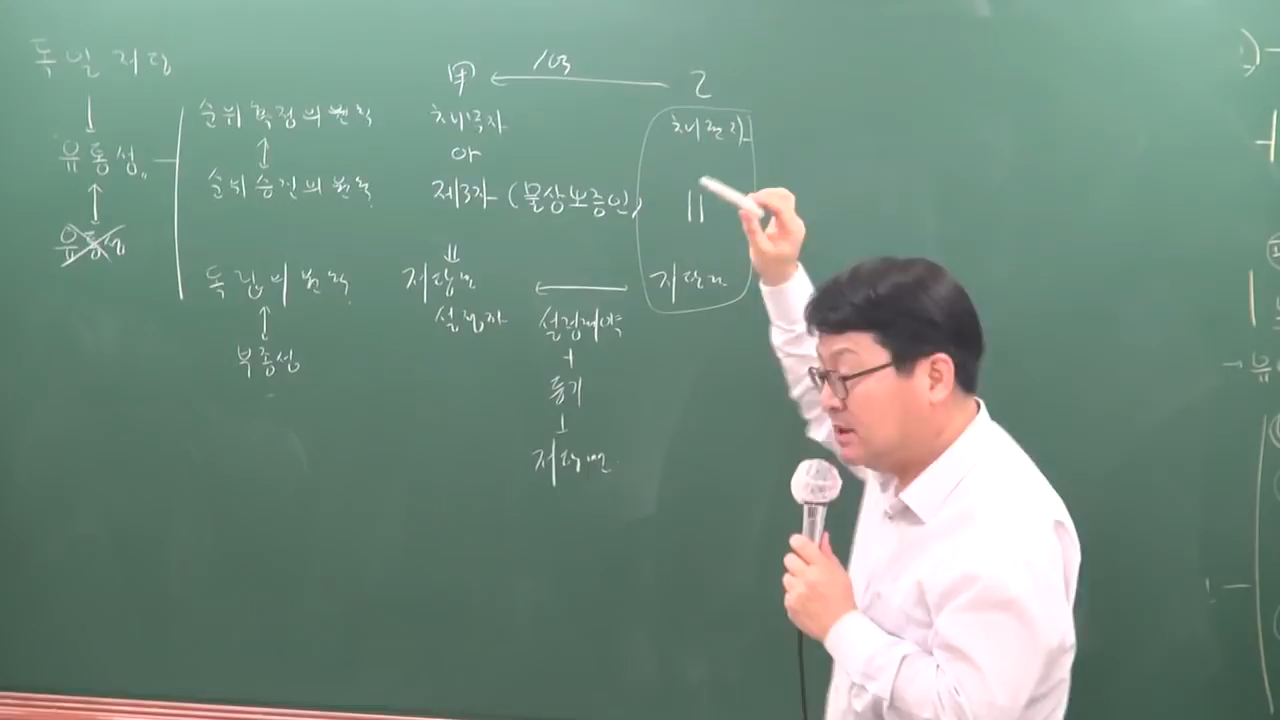 독일 저당
유통성
유통성
순위 확정의 원칙
순위 승진의 원칙
독립의 원칙
부종성
甲
1억
乙
채무자
or
제3자 (물상보증인)
저당권
설정자
채권자
||
저당권
설정계약
+
등기
저당권